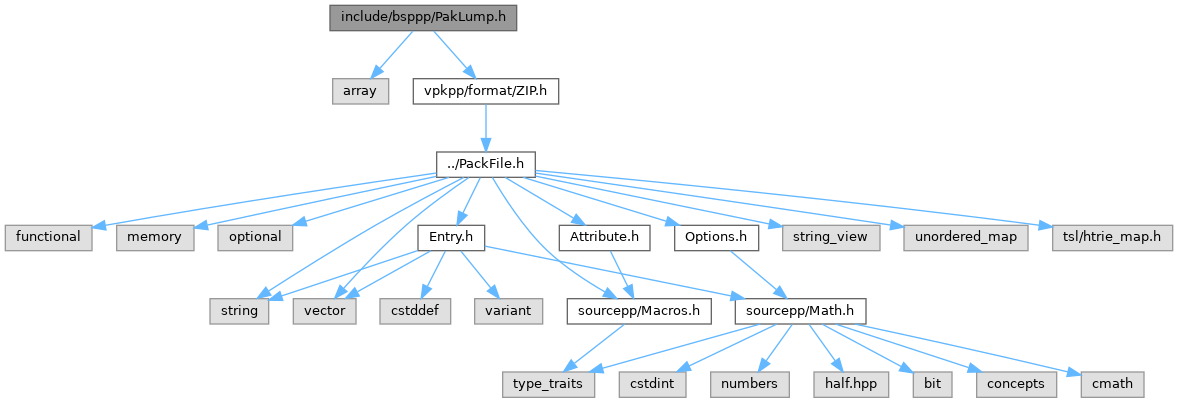 include/bsppp/PakLump.h
array
vpkpp/format/ZIP.h
../PackFile.h
functional
memory
optional
Entry.h
Attribute.h
Options.h
string_view
unordered_map
tsl/htrie_map.h
string
vector
cstddef
variant
sourcepp/Macros.h
sourcepp/Math.h
type_traits
cstdint
numbers
half.hpp
bit
concepts
cmath